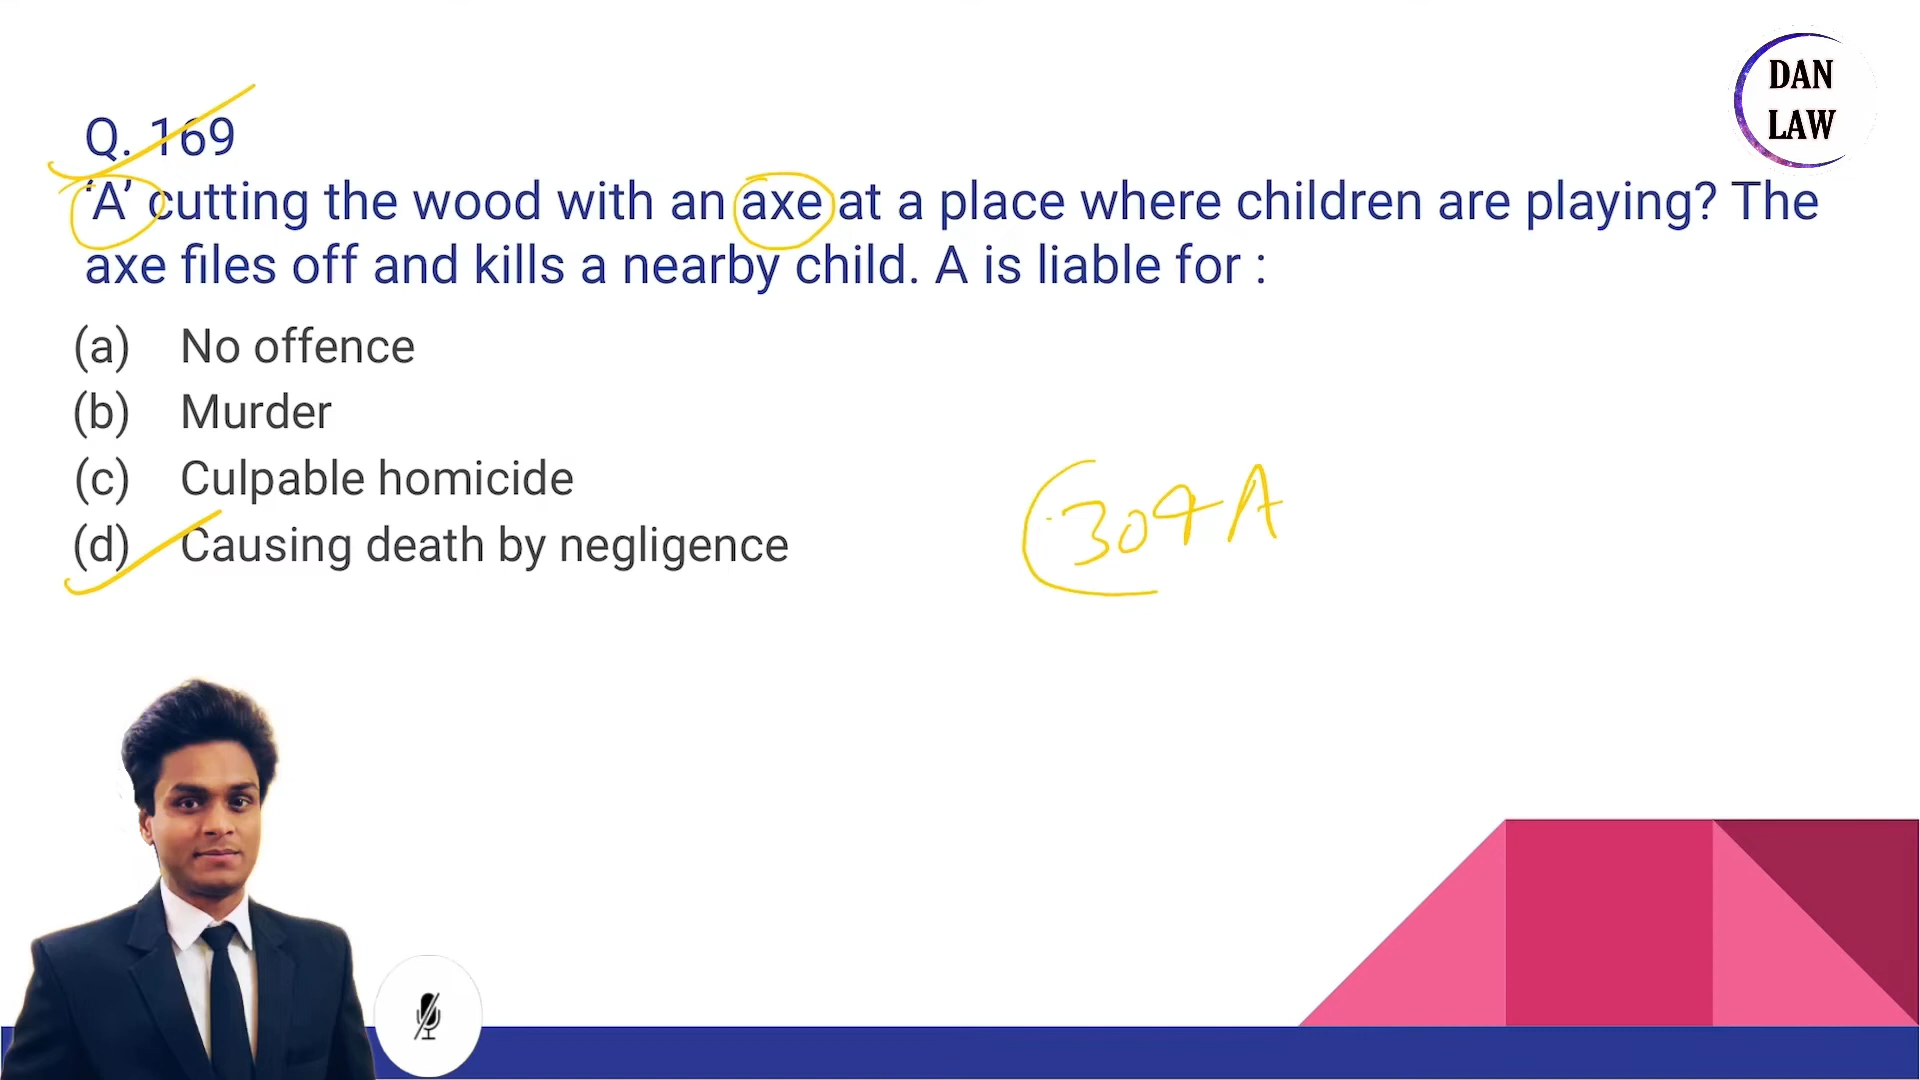 DAN
LAW
Q. 169
‘A’ cutting the wood with an axe at a place where children are playing? The
axe files off and kills a nearby child. A is liable for :
(a) No offence
(b) Murder
(c) Culpable homicide
(d) Causing death by negligence
304A